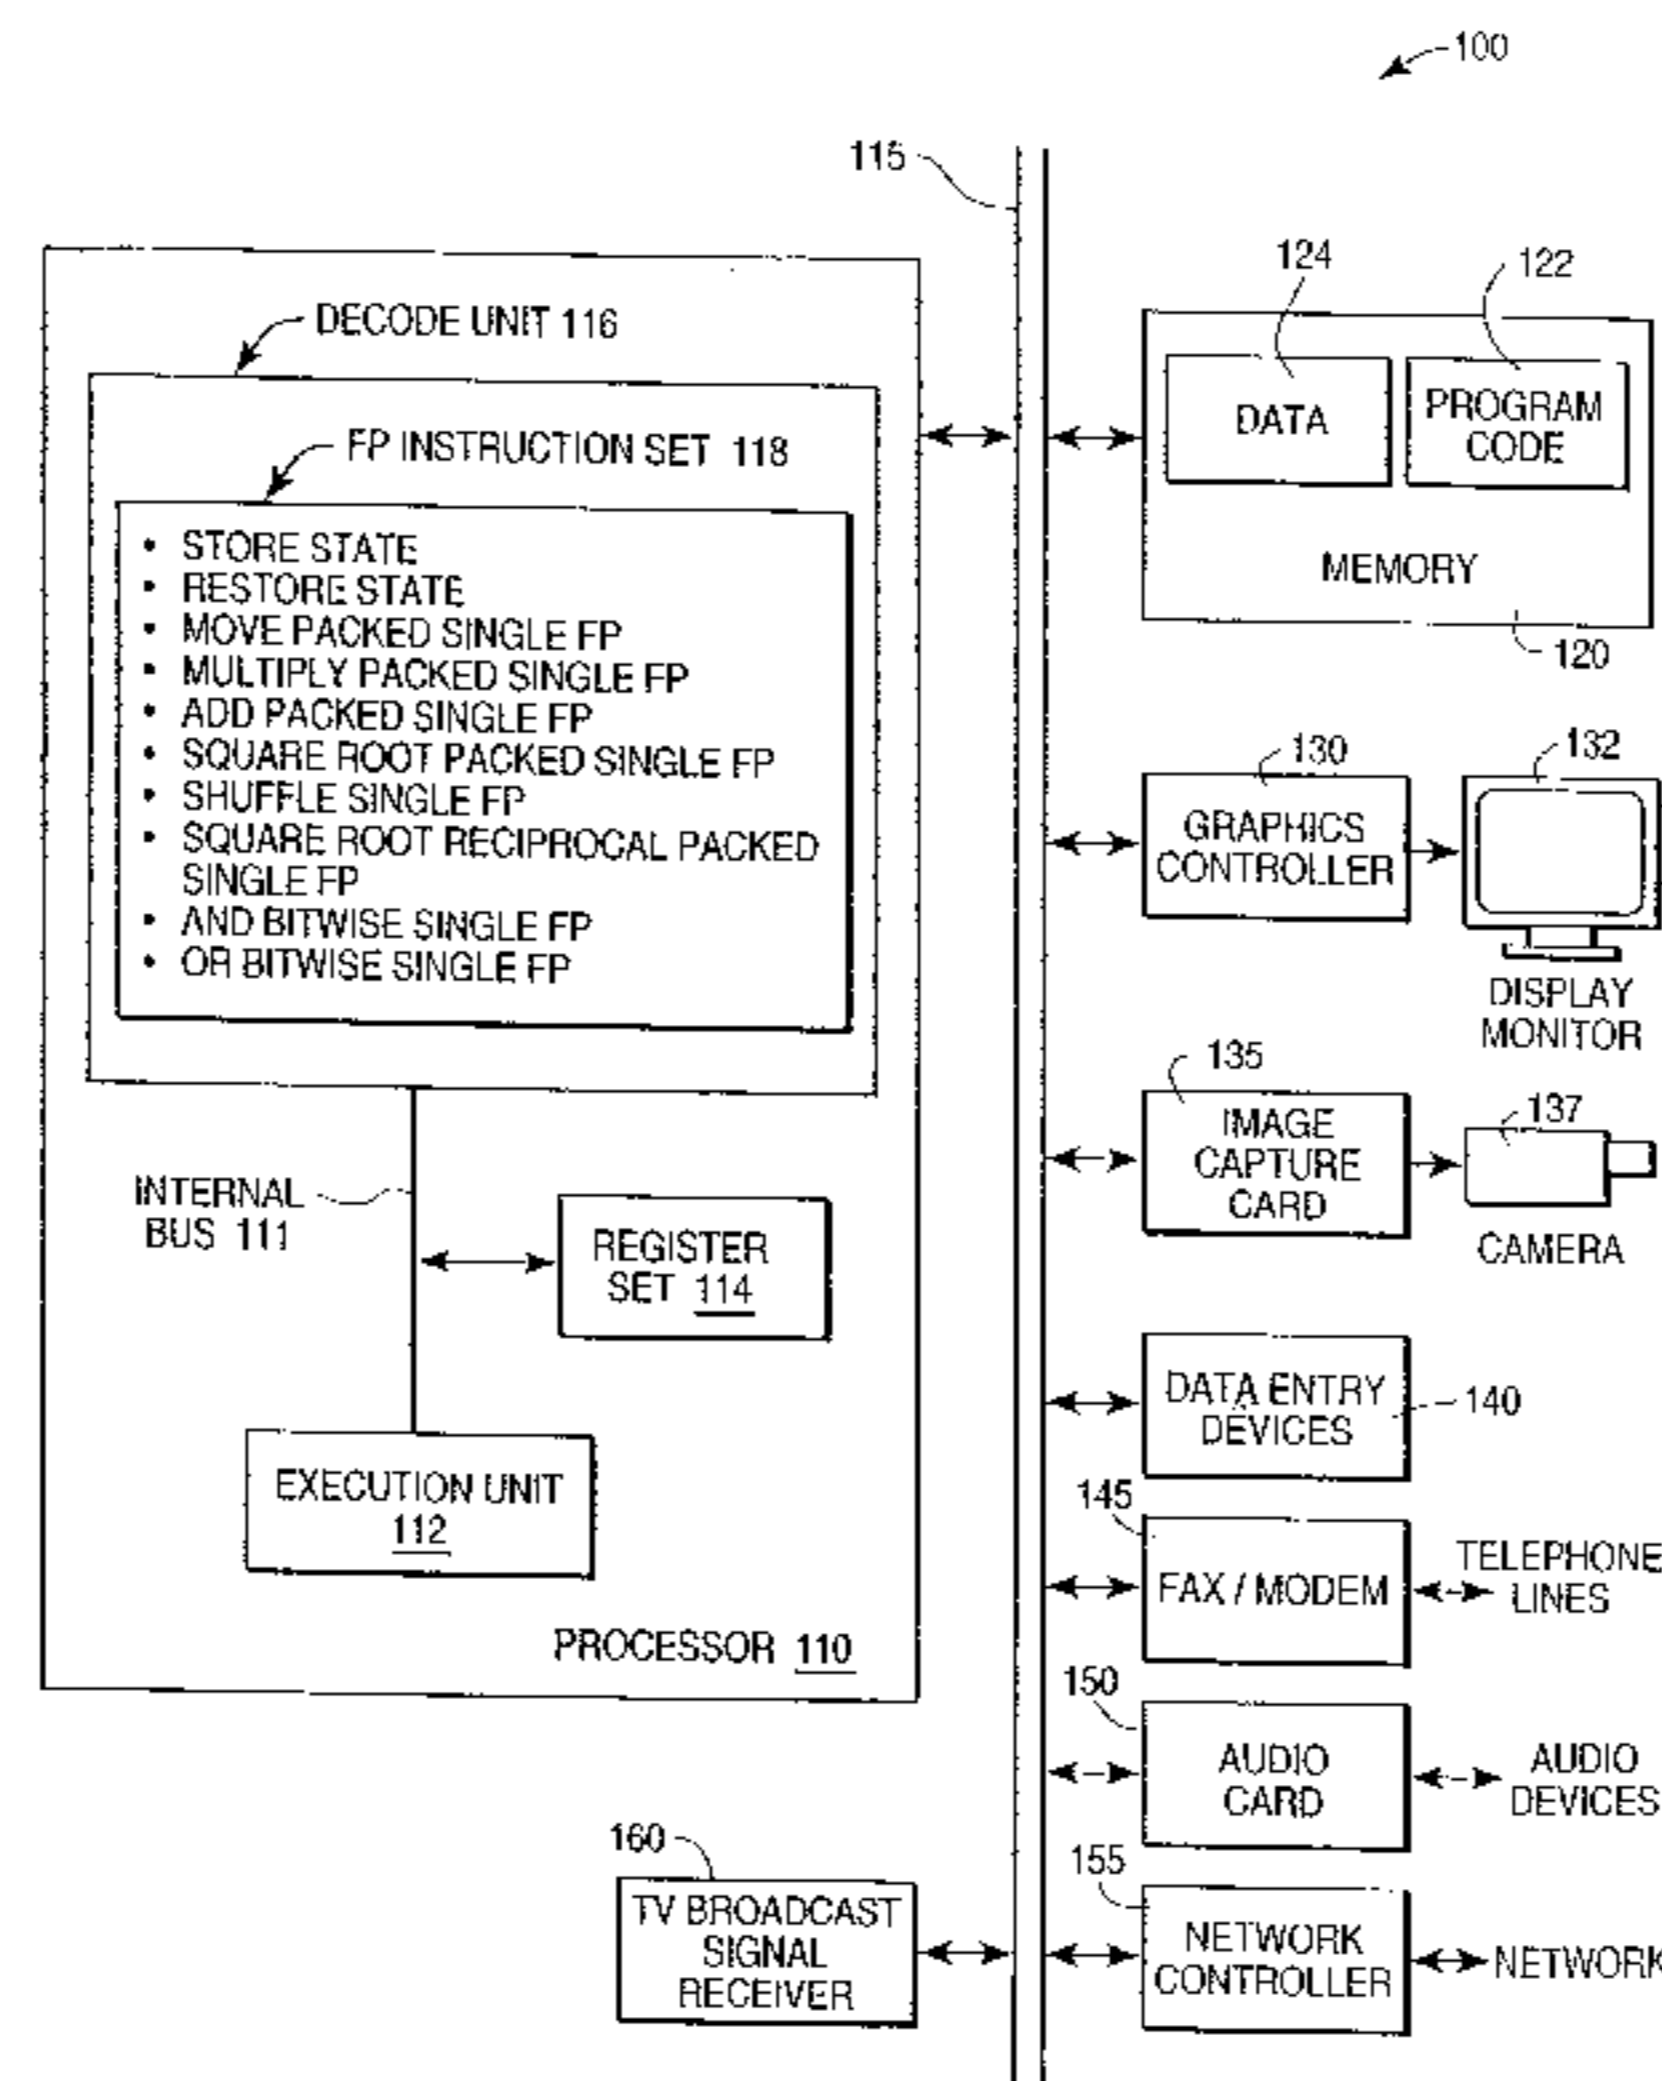 100
115
DECODE UNIT 116
FP INSTRUCTION SET 118
• STORE STATE
• RESTORE STATE
• MOVE PACKED SINGLE FP
• MULTIPLY PACKED SINGLE FP
• ADD PACKED SINGLE FP
• SQUARE ROOT PACKED SINGLE FP
• SHUFFLE SINGLE FP
• SQUARE ROOT RECIPROCAL PACKED
SINGLE FP
• AND BITWISE SINGLE FP
• OR BITWISE SINGLE FP
INTERNAL
BUS 111
REGISTER
SET 114
EXECUTION UNIT
112
PROCESSOR 110
160
TV BROADCAST
SIGNAL
RECEIVER
124
122
DATA
PROGRAM
CODE
MEMORY
120
130
132
GRAPHICS
CONTROLLER
DISPLAY
MONITOR
135
137
IMAGE
CAPTURE
CARD
CAMERA
DATA ENTRY
DEVICES
140
145
FAX / MODEM
TELEPHONE
LINES
150
AUDIO
CARD
AUDIO
DEVICES
155
NETWORK
CONTROLLER
NETWORK